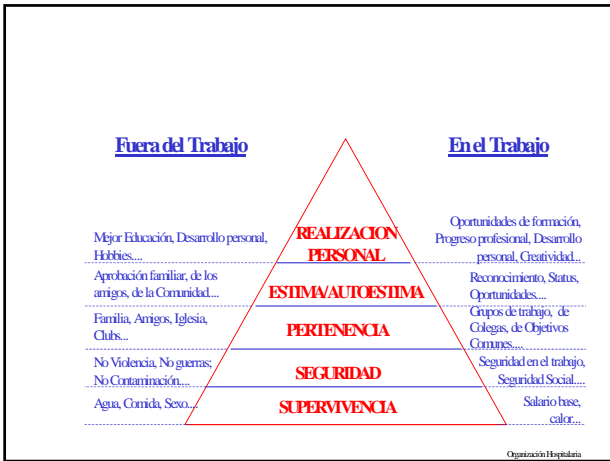 Fuera del Trabajo
En el Trabajo
Mejor Educación, Desarrollo personal,
Hobbies....
REALIZACION
PERSONAL
Oportunidades de formación,
Progreso profesional, Desarrollo
personal, Creatividad...
Aprobación familiar, de los
amigos, de la Comunidad....
ESTIMA/AUTOESTIMA
Reconocimiento, Status,
Oportunidades....
Familia, Amigos, Iglesia,
Clubs...
PERTENENCIA
Grupos de trabajo, de
Colegas, de Objetivos
Comunes....
No Violencia, No guerras;
No Contaminación....
SEGURIDAD
Seguridad en el trabajo,
Seguridad Social....
Agua, Comida, Sexo....
SUPERVIVENCIA
Salario base,
calor...
Organización Hospitalaria